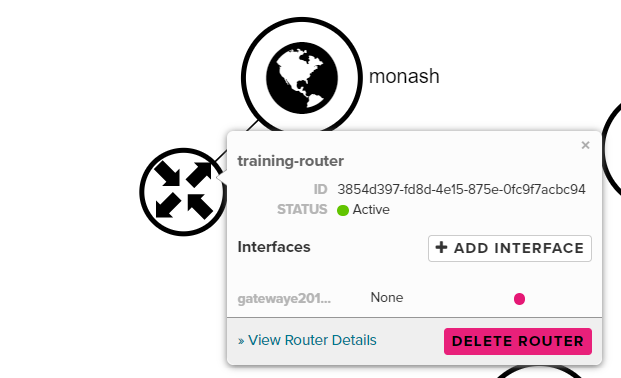 monash
×
training-router
ID 3854d397-fd8d-4e15-875e-0fc9f7acbc94
STATUS Active
Interfaces + ADD INTERFACE
gatewaye201... None
» View Router Details DELETE ROUTER